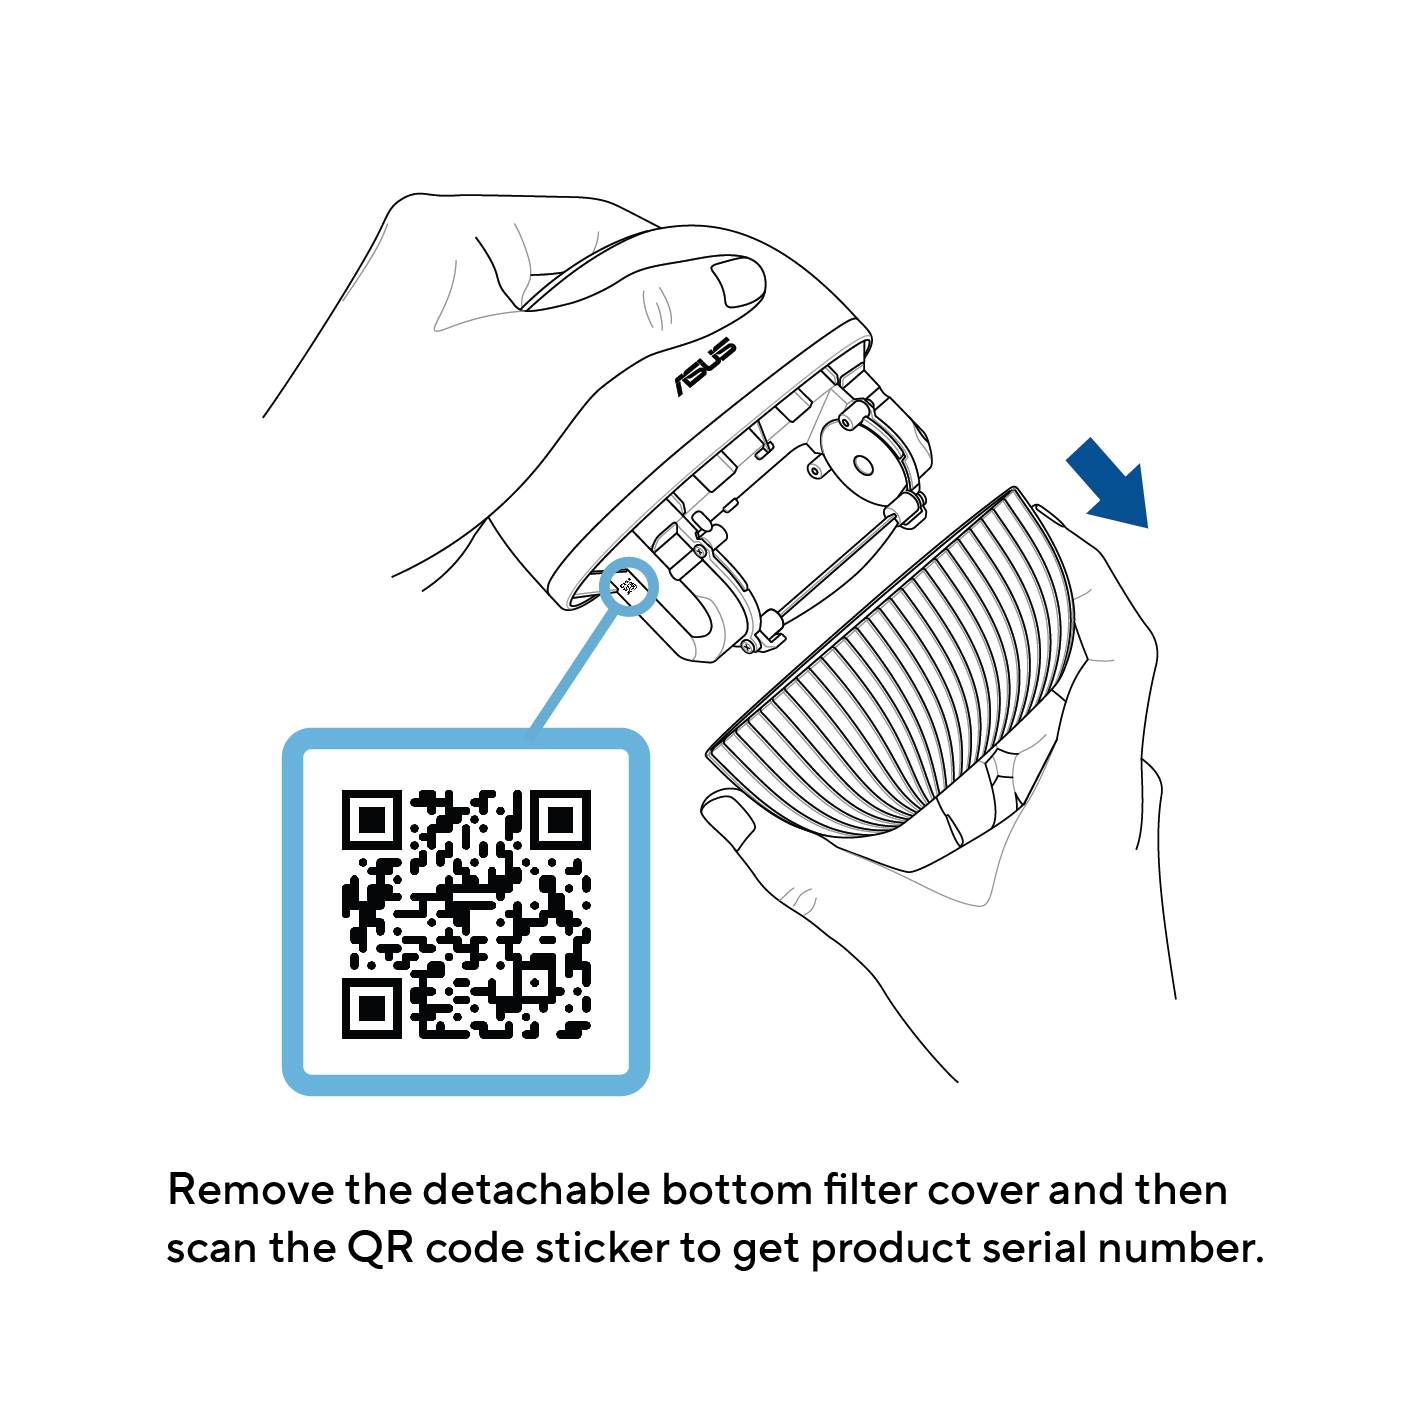 ASUS
Remove the detachable bottom filter cover and then
scan the QR code sticker to get product serial number.